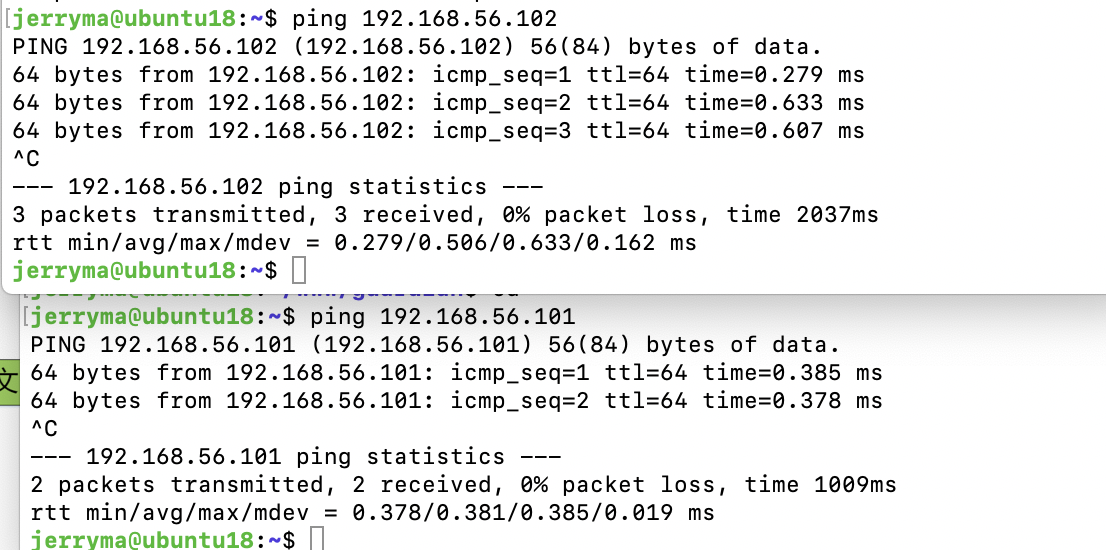 [jerryma@ubuntu18:~$ ping 192.168.56.102
PING 192.168.56.102 (192.168.56.102) 56(84) bytes of data.
64 bytes from 192.168.56.102: icmp_seq=1 ttl=64 time=0.279 ms
64 bytes from 192.168.56.102: icmp_seq=2 ttl=64 time=0.633 ms
64 bytes from 192.168.56.102: icmp_seq=3 ttl=64 time=0.607 ms
^C
--- 192.168.56.102 ping statistics ---
3 packets transmitted, 3 received, 0% packet loss, time 2037ms
rtt min/avg/max/mdev = 0.279/0.506/0.633/0.162 ms
jerryma@ubuntu18:~$
[jerryma@ubuntu18:~$ ping 192.168.56.101
PING 192.168.56.101 (192.168.56.101) 56(84) bytes of data.
文
64 bytes from 192.168.56.101: icmp_seq=1 ttl=64 time=0.385 ms
64 bytes from 192.168.56.101: icmp_seq=2 ttl=64 time=0.378 ms
^C
--- 192.168.56.101 ping statistics ---
2 packets transmitted, 2 received, 0% packet loss, time 1009ms
rtt min/avg/max/mdev = 0.378/0.381/0.385/0.019 ms
jerryma@ubuntu18:~$